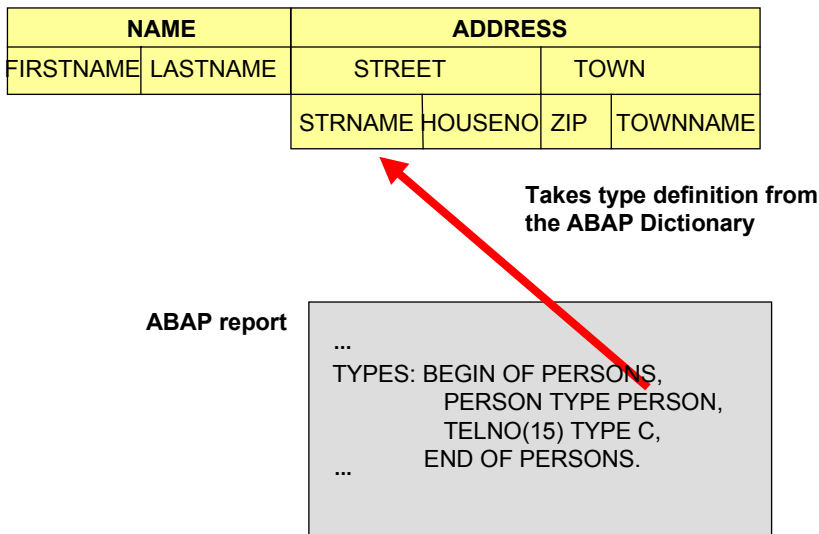 NAME ADDRESS
FIRSTNAME LASTNAME STREET TOWN
STRNAME HOUSENO ZIP TOWNNAME
Takes type definition from
the ABAP Dictionary
ABAP report
...
TYPES: BEGIN OF PERSONS,
PERSON TYPE PERSON,
TELNO(15) TYPE C,
END OF PERSONS.
...